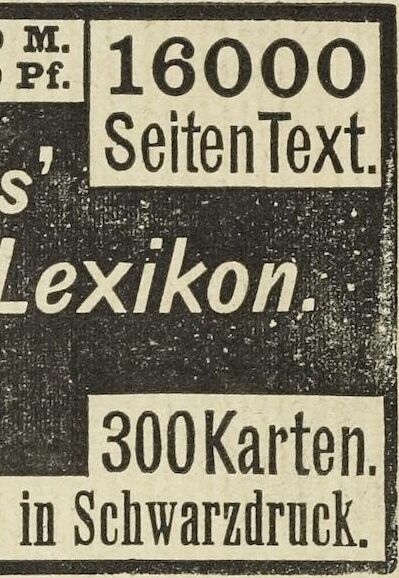 M.
Pf.
16000
Seiten Text.
s’
Lexikon.
300 Karten.
in Schwarzdruck.